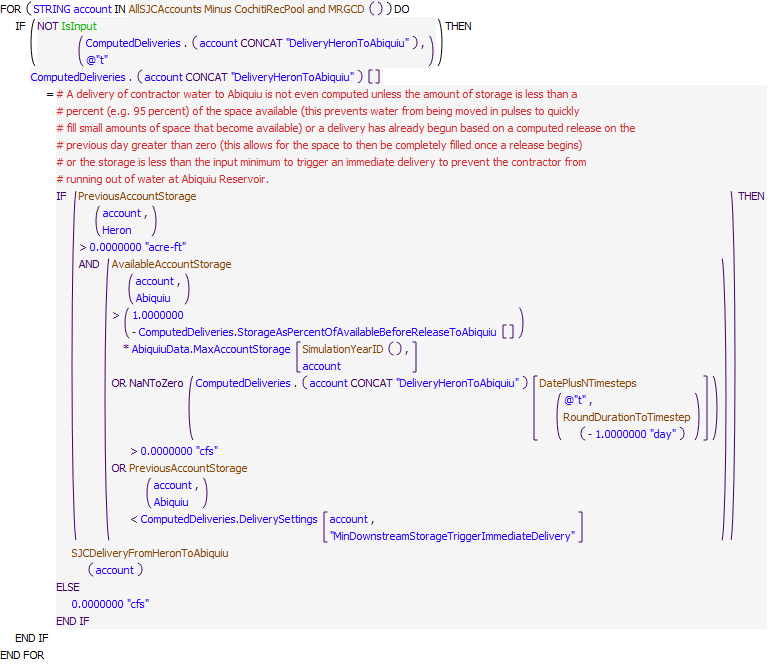 FOR ( STRING account IN AllSJCAccounts Minus CochitiRecPool and MRGCD ( ) ) DO
IF ( NOT IsInput ) THEN
( ComputedDeliveries . ( account CONCAT "DeliveryHeronToAbiquiu" ) ,
@"t" )
ComputedDeliveries . ( account CONCAT "DeliveryHeronToAbiquiu" ) [ ]
= # A delivery of contractor water to Abiquiu is not even computed unless the amount of storage is less than a
# percent (e.g. 95 percent) of the space available (this prevents water from being moved in pulses to quickly
# fill small amounts of space that become available) or a delivery has already begun based on a computed release on the
# previous day greater than zero (this allows for the space to then be completely filled once a release begins)
# or the storage is less than the input minimum to trigger an immediate delivery to prevent the contractor from
# running out of water at Abiquiu Reservoir.
IF ( PreviousAccountStorage ) THEN
( account ,
Heron )
> 0.0000000 "acre-ft"
AND ( AvailableAccountStorage
( account ,
Abiquiu )
> ( 1.0000000
- ComputedDeliveries.StorageAsPercentOfAvailableBeforeReleaseToAbiquiu [ ] )
* AbiquiuData.MaxAccountStorage [ SimulationYearID ( ) ,
account ]
OR NaNToZero ( ComputedDeliveries . ( account CONCAT "DeliveryHeronToAbiquiu" ) [ DatePlusNTimesteps ] )
( @"t" ,
RoundDurationToTimestep
( - 1.0000000 "day" ) )
> 0.0000000 "cfs"
OR PreviousAccountStorage
( account ,
Abiquiu )
< ComputedDeliveries.DeliverySettings [ account ,
"MinDownstreamStorageTriggerImmediateDelivery" ]
SJCDeliveryFromHeronToAbiquiu
( account )
ELSE
0.0000000 "cfs"
END IF
END IF
END FOR